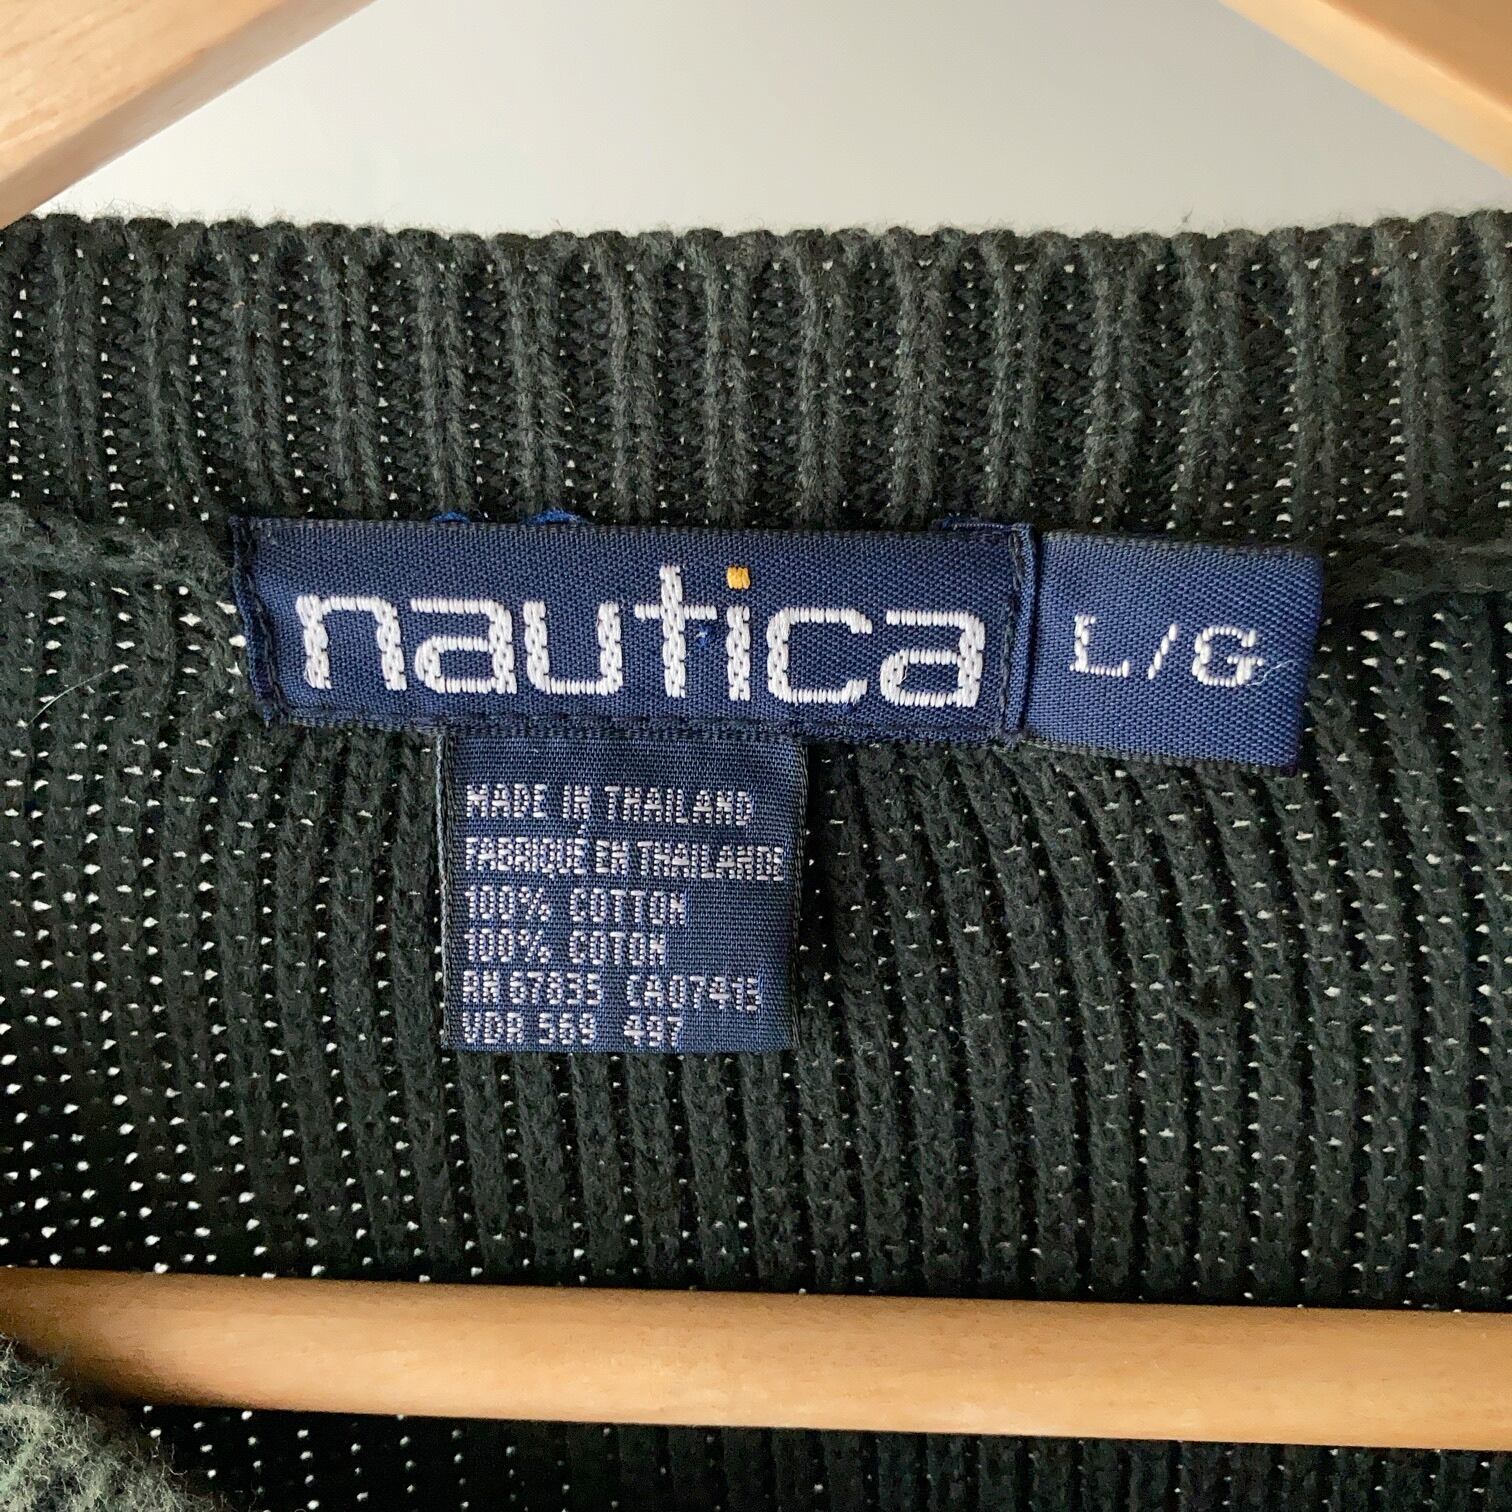 nautica
L/G
MADE IN THAILAND
FABRIQUÉ EN THAILANDE
100% COTTON
100% COTON
RN 67835 CA07415
VDR 569 497